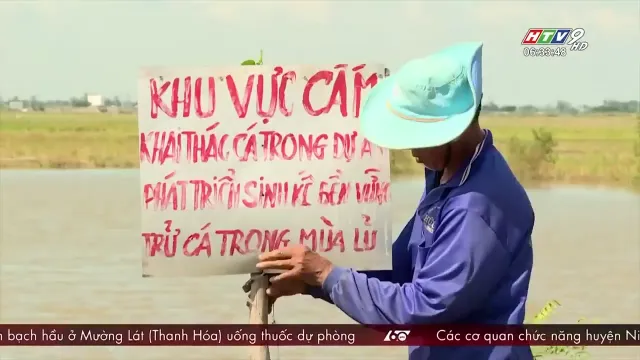 HTV9 HD
06:33:48
KHU VỰC CẤM
KHAI THÁC CÁ TRONG DỰ Á
PHÁT TRIỂN SINH KẾ BỀN VỮNG
TRỮ CÁ TRONG MÙA LŨ
n bạch hầu ở Mường Lát (Thanh Hóa) uống thuốc dự phòng
60
Các cơ quan chức năng huyện Ni